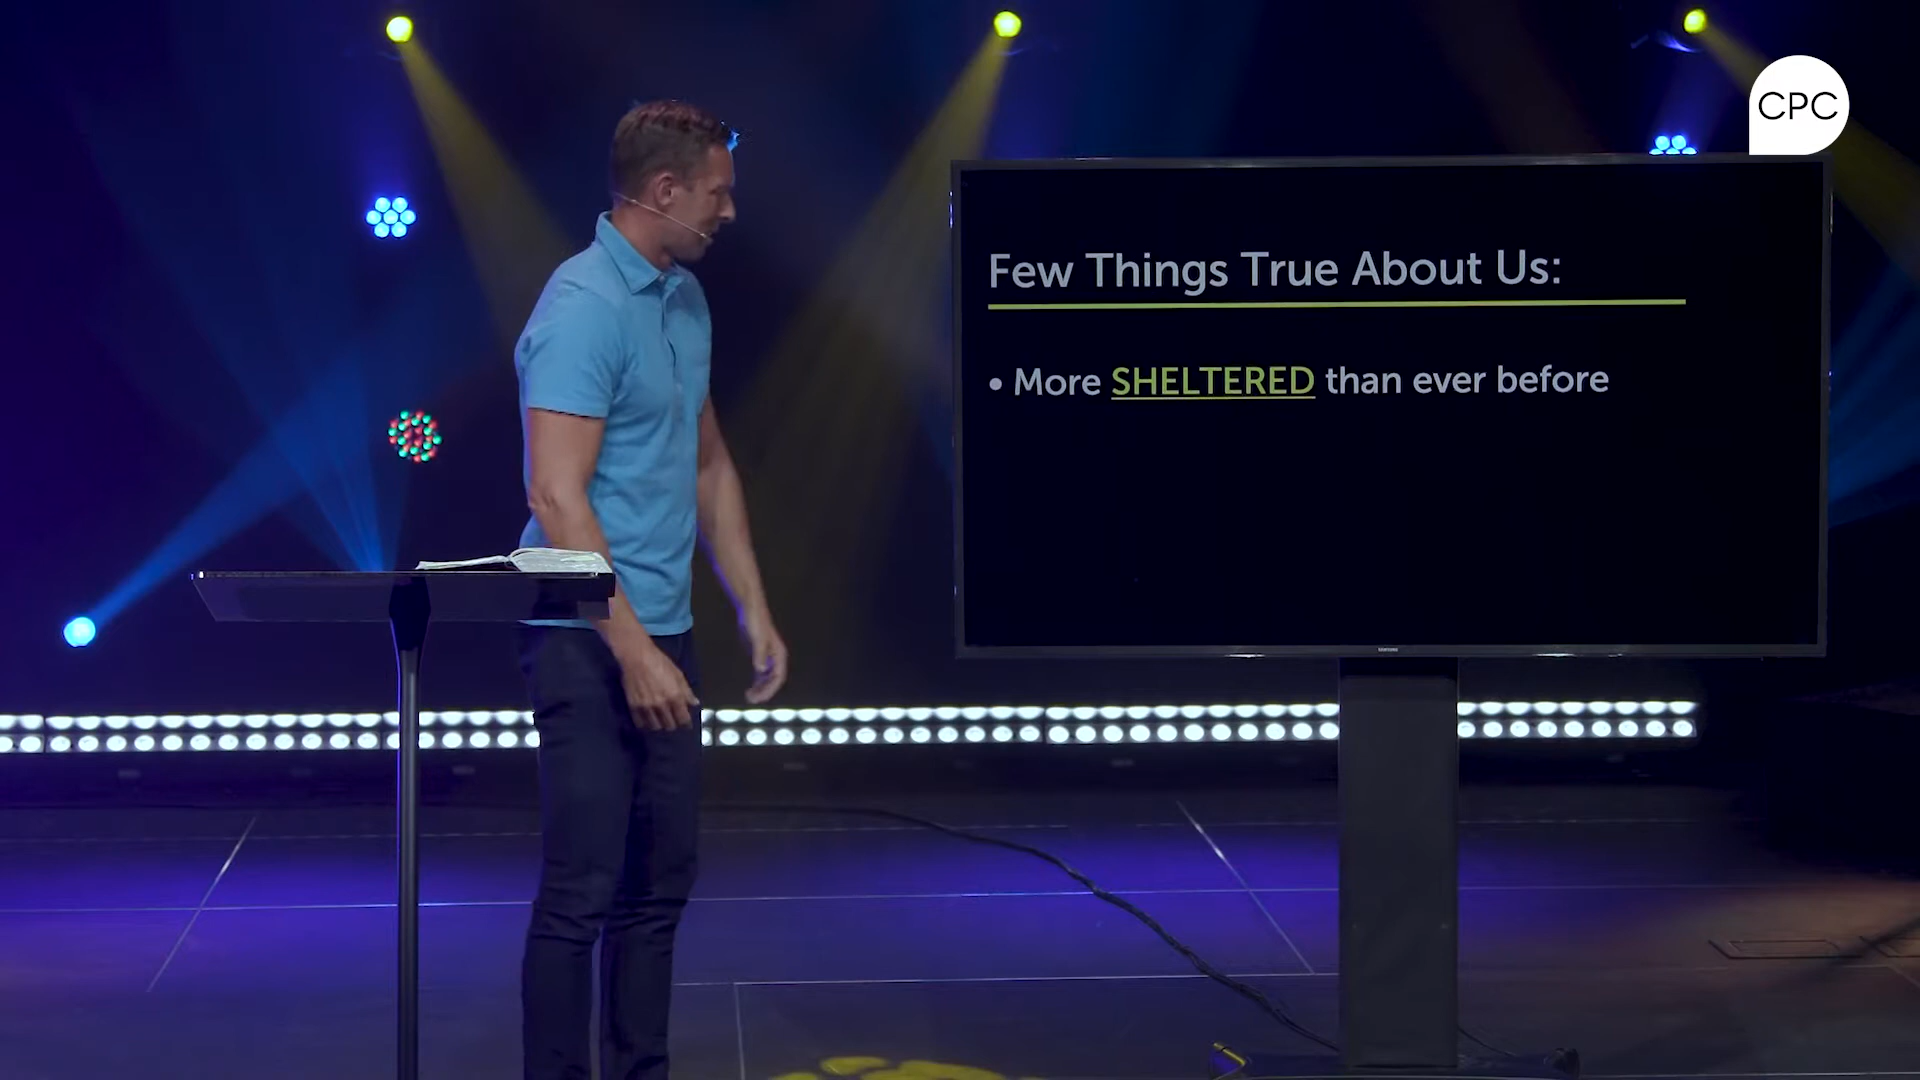 CPC
Few Things True About Us:
• More SHELTERED than ever before